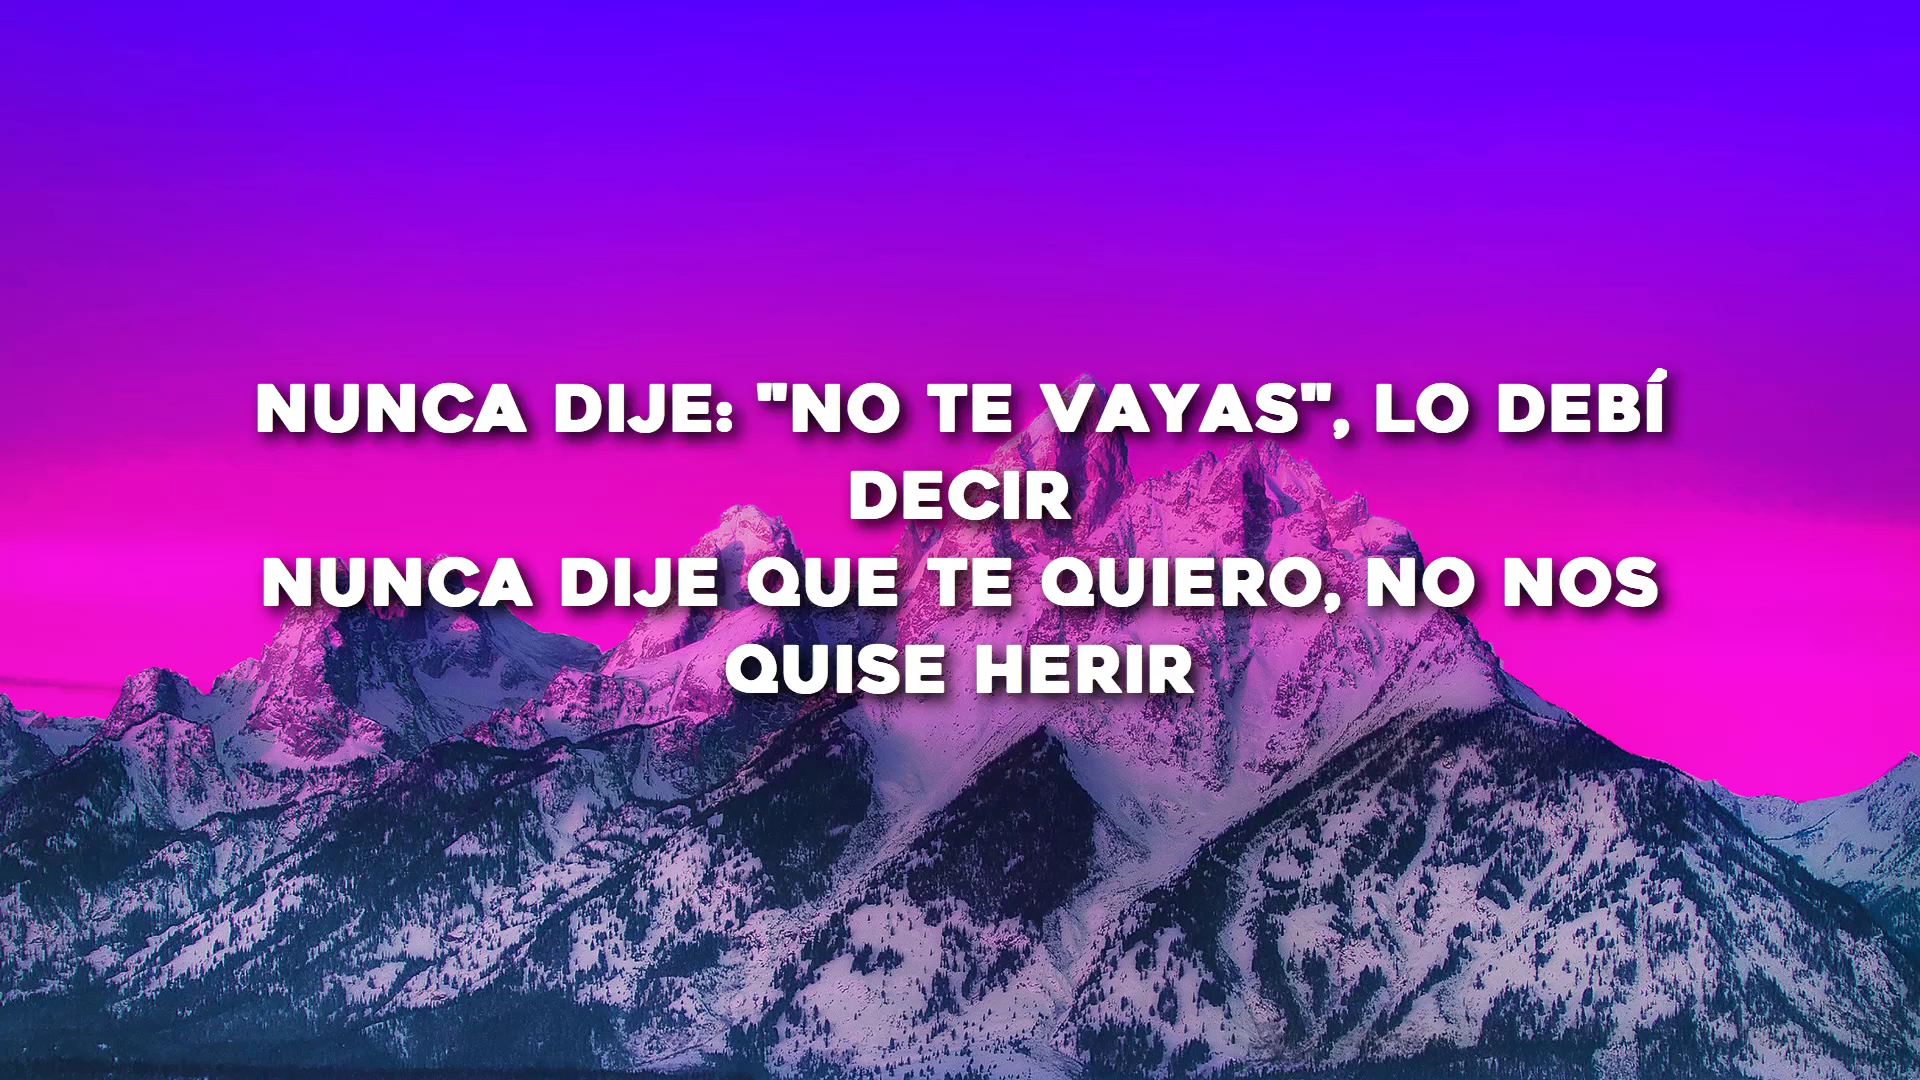 NUNCA DIJE: "NO TE VAYAS", LO DEBÍ
DECIR
NUNCA DIJE QUE TE QUIERO, NO NOS
QUISE HERIR